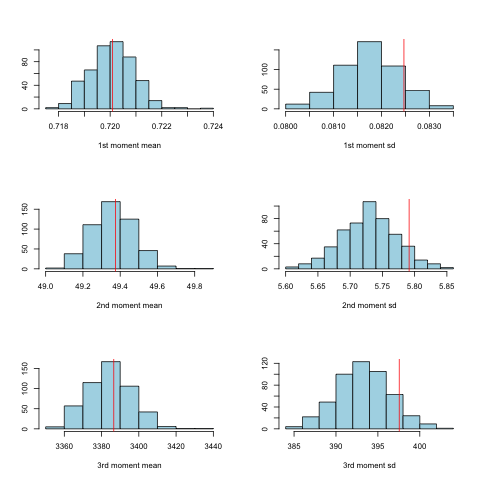 0 40 80
0.718 0.720 0.722 0.724
1st moment mean
0 50 150
0.0800 0.0810 0.0820 0.0830
1st moment sd
0 50 100 150
49.0 49.2 49.4 49.6 49.8
2nd moment mean
0 40 80
5.60 5.65 5.70 5.75 5.80 5.85
2nd moment sd
0 50 100 150
3360 3380 3400 3420 3440
3rd moment mean
0 40 80 120
385 390 395 400
3rd moment sd